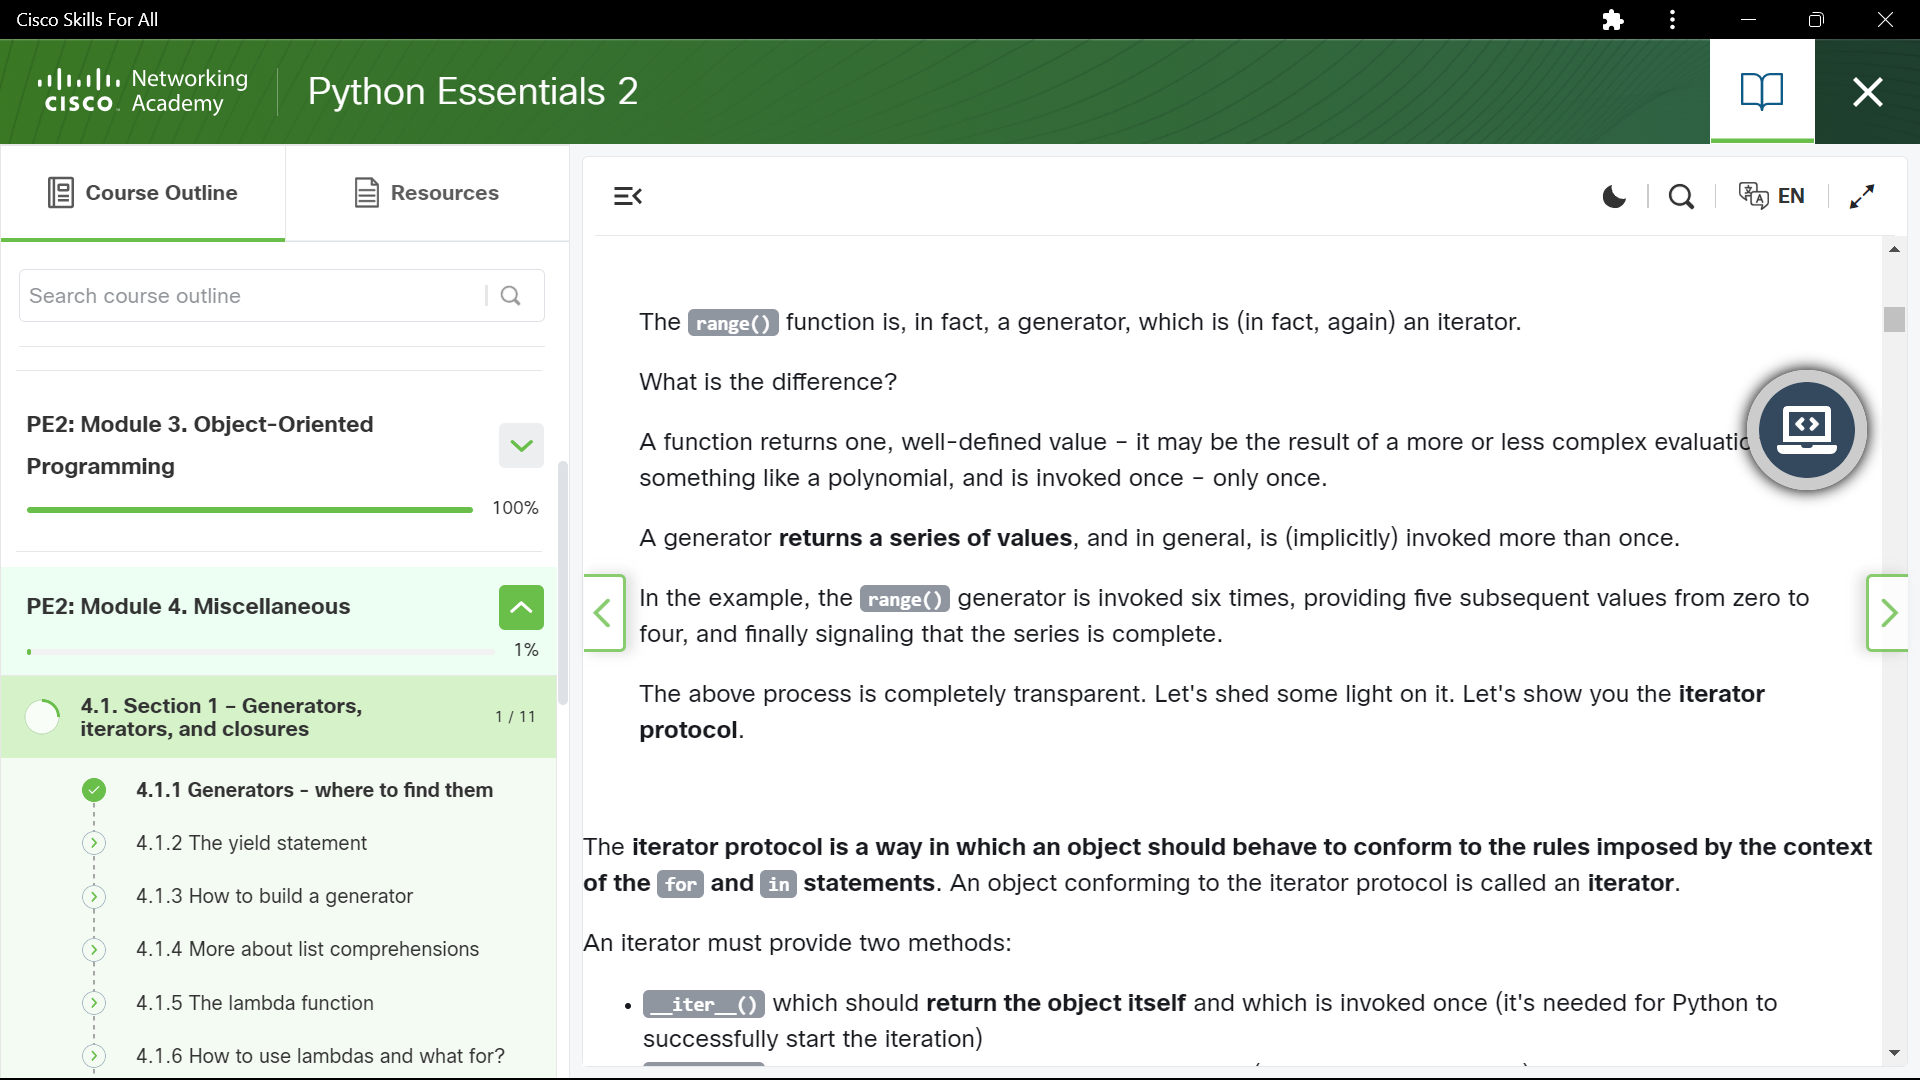 Cisco Skills For All
CISCO Networking Academy
Python Essentials 2
Course Outline
Resources
Search course outline
PE2: Module 3. Object-Oriented
Programming
100%
PE2: Module 4. Miscellaneous
1%
4.1. Section 1 – Generators,
iterators, and closures
1 / 11
4.1.1 Generators – where to find them
4.1.2 The yield statement
4.1.3 How to build a generator
4.1.4 More about list comprehensions
4.1.5 The lambda function
4.1.6 How to use lambdas and what for?
EN
The range() function is, in fact, a generator, which is (in fact, again) an iterator.
What is the difference?
A function returns one, well-defined value – it may be the result of a more or less complex
something like a polynomial, and is invoked once – only once.
A generator returns a series of values, and in general, is (implicitly) invoked more than once.
In the example, the range() generator is invoked six times, providing five subsequent values from zero to
four, and finally signaling that the series is complete.
The above process is completely transparent. Let's shed some light on it. Let's show you the iterator
protocol.
The iterator protocol is a way in which an object should behave to conform to the rules imposed by the context
of the for and in statements. An object conforming to the iterator protocol is called an iterator.
An iterator must provide two methods:
• __iter__() which should return the object itself and which is invoked once (it's needed for Python to
successfully start the iteration)